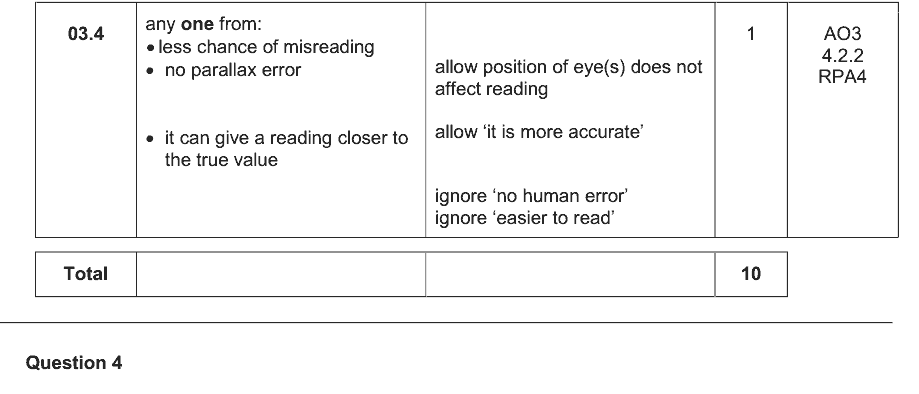 03.4
any one from:
• less chance of misreading
• no parallax error
• it can give a reading closer to
the true value
allow position of eye(s) does not
affect reading
allow ‘it is more accurate’
ignore ‘no human error’
ignore ‘easier to read’
1
AO3
4.2.2
RPA4
Total
10
Question 4